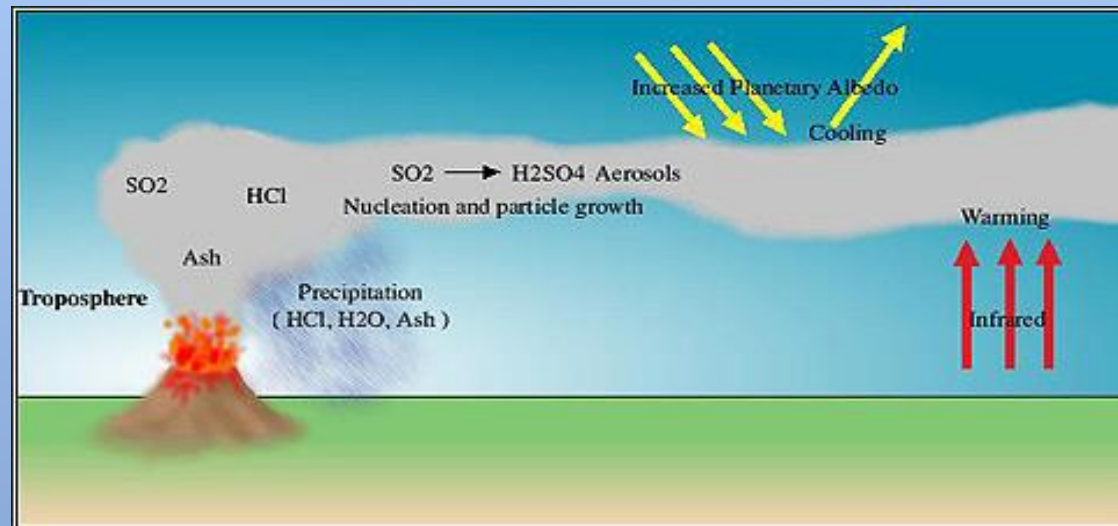 Increased Planetary Albedo
Cooling
SO2
HCl
SO2 → H2SO4 Aerosols
Nucleation and particle growth
Ash
Troposphere
Precipitation
( HCl, H2O, Ash )
Warming
Infrared